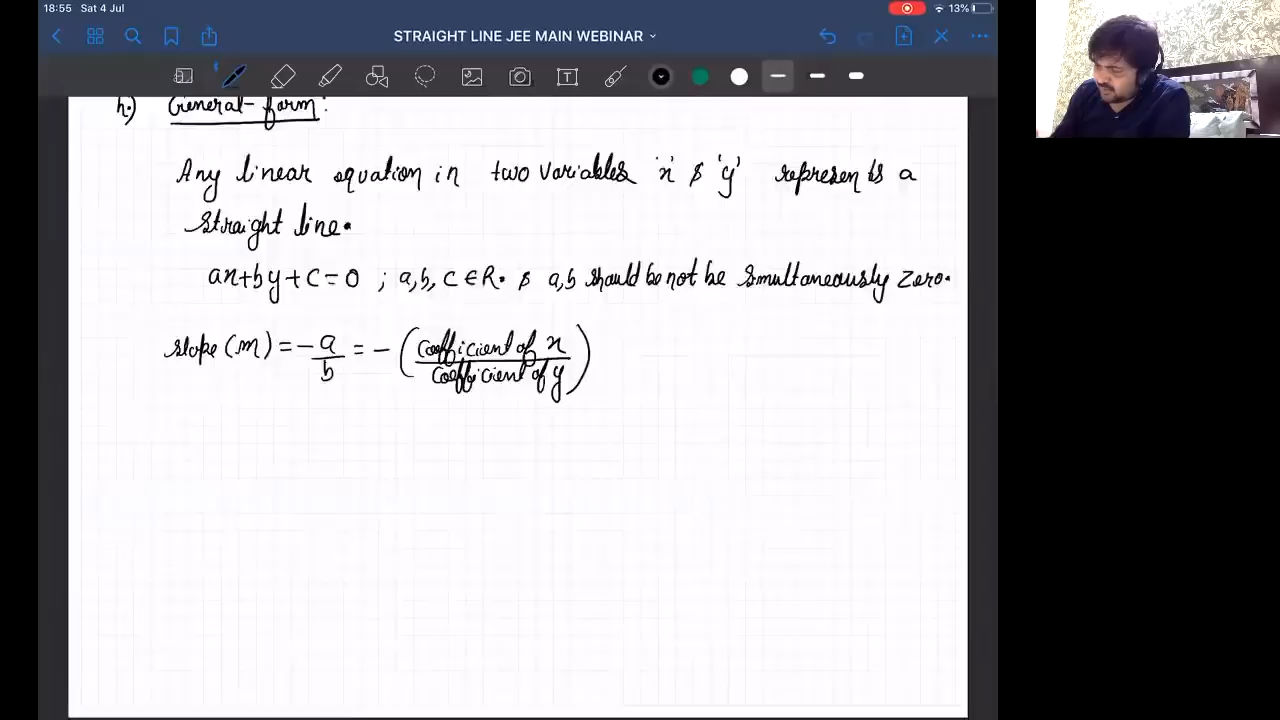 18:55 Sat 4 Jul
13%
STRAIGHT LINE JEE MAIN WEBINAR
h.) General-form:
Any linear equation in two variables 'x' & 'y' represents a
straight line.
ax+by+c=0 ; a,b,c ∈ R. & a,b should be not be simultaneously zero.
slope (m) = -a/b = -(coefficient of x/coefficient of y)